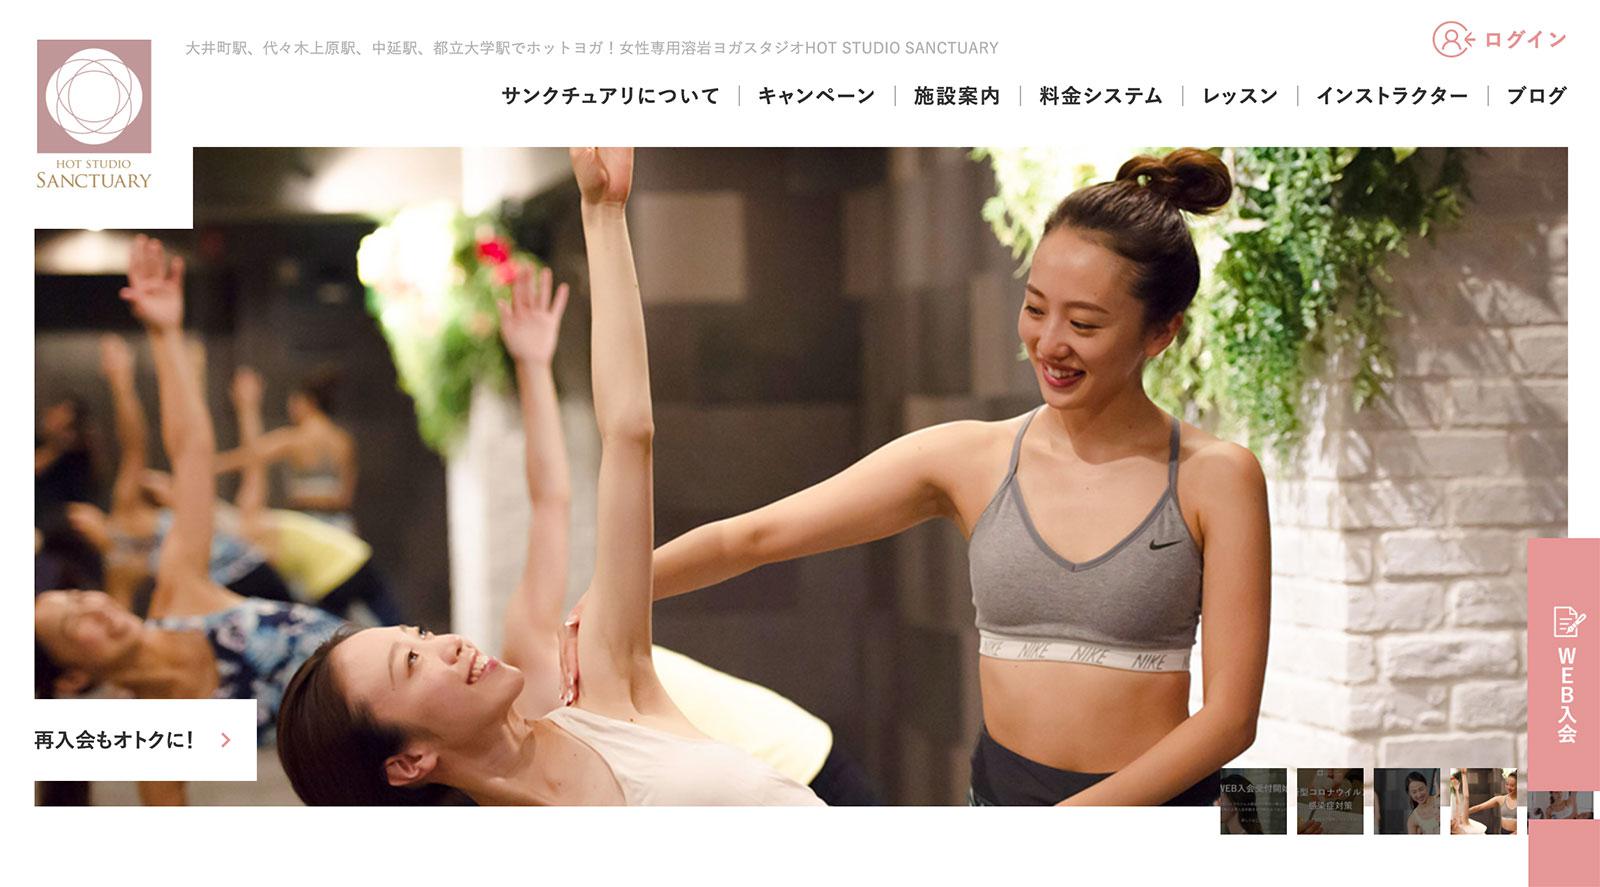 大井町駅、代々木上原駅、中延駅、都立大学駅でホットヨガ！女性専用溶岩ヨガスタジオHOT STUDIO SANCTUARY
ログイン
サンクチュアリについて
キャンペーン
施設案内
料金システム
レッスン
インストラクター
ブログ
HOT STUDIO
SANCTUARY
NIKE NIKE NIKE
WEB入会
再入会もオトクに！
WEB入会受付開始
型コロナウイルス
感染症対策